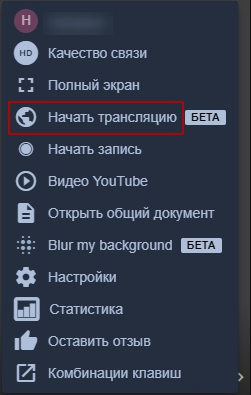 H
HD Качество связи
Полный экран
Начать трансляцию БЕТА
Начать запись
Видео YouTube
Открыть общий документ
Blur my background БЕТА
Настройки
Статистика
Оставить отзыв
Комбинации клавиш